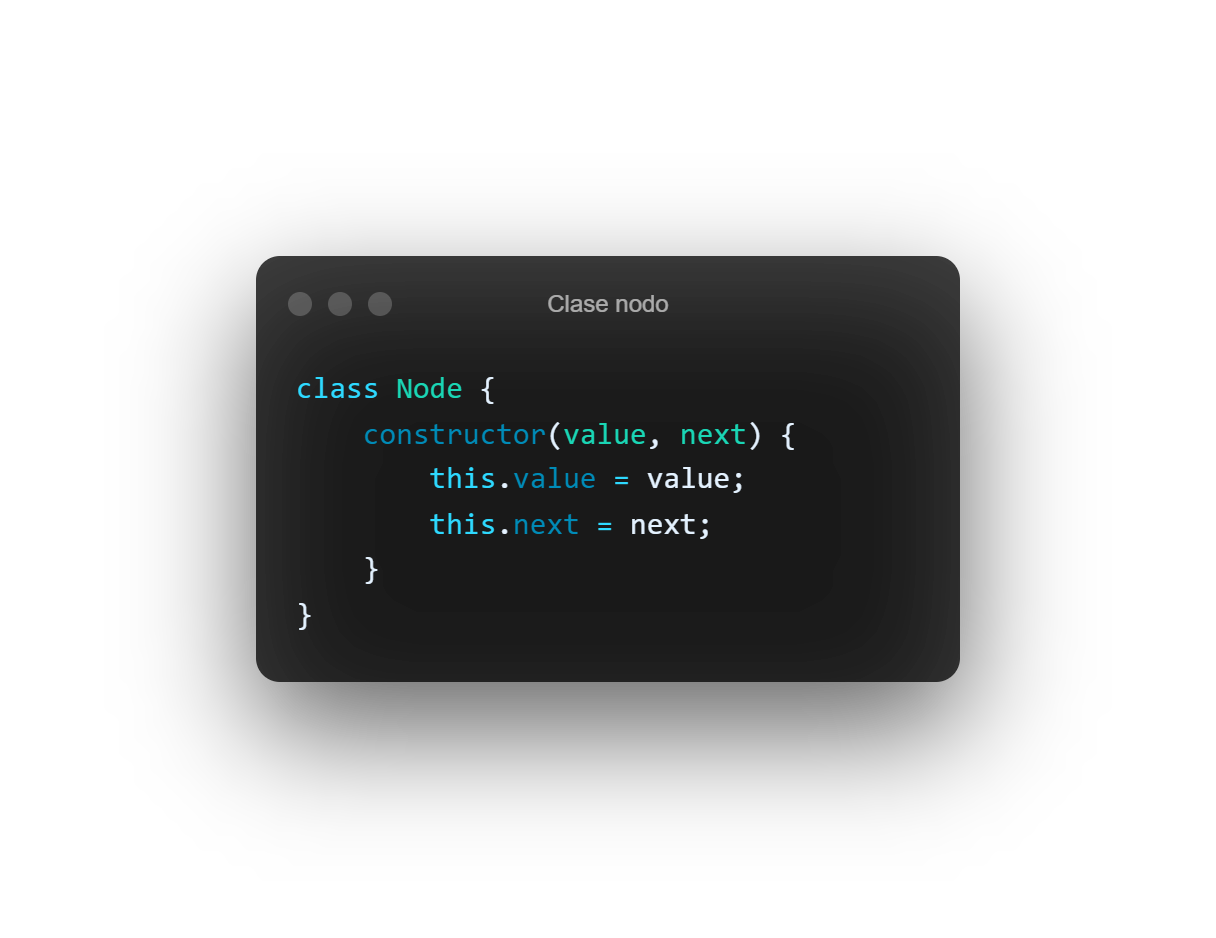 Clase nodo
class Node {
    constructor(value, next) {
        this.value = value;
        this.next = next;
    }
}